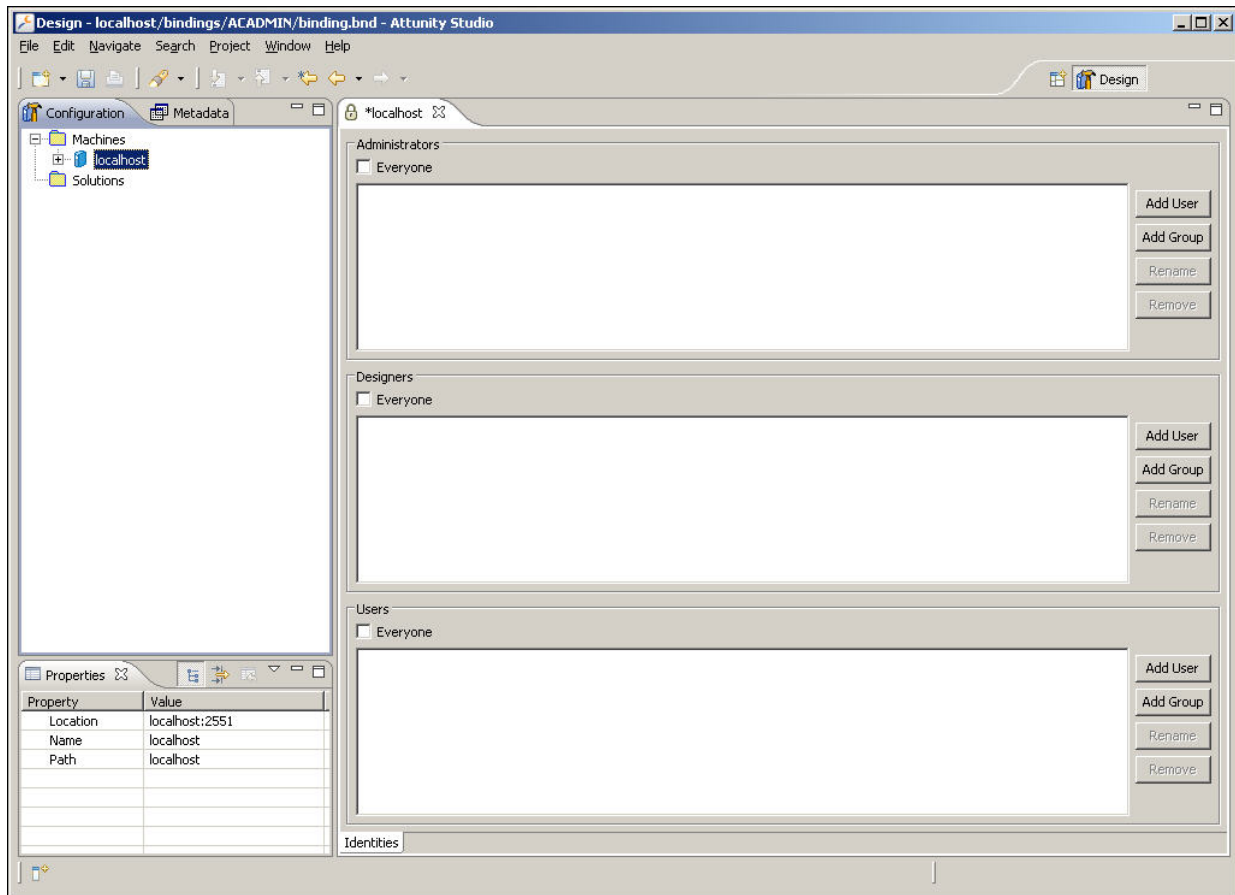 Design - localhost/bindings/ACADMIN/binding.bnd - Attunity Studio
File Edit Navigate Search Project Window Help
Design
Configuration Metadata
Machines
localhost
Solutions
*localhost
Administrators
Everyone
Add User
Add Group
Rename
Remove
Designers
Everyone
Add User
Add Group
Rename
Remove
Users
Everyone
Add User
Add Group
Rename
Remove
Identities
Properties
Property Value
Location localhost:2551
Name localhost
Path localhost